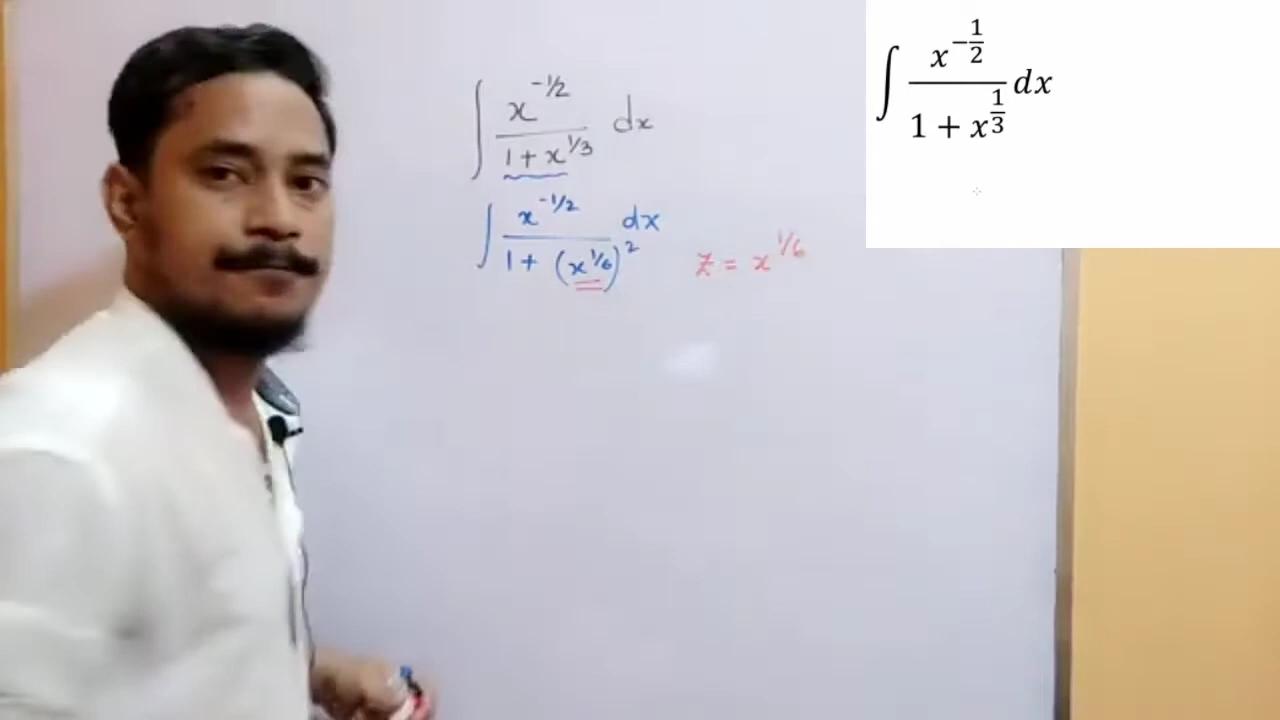 ∫ x^(-1/2) / (1 + x^(1/3)) dx
∫ x^(-1/2) / (1 + (x^(1/6))^2) dx
z = x^(1/6)
∫ x^(-1/2) / (1 + x^(1/3)) dx